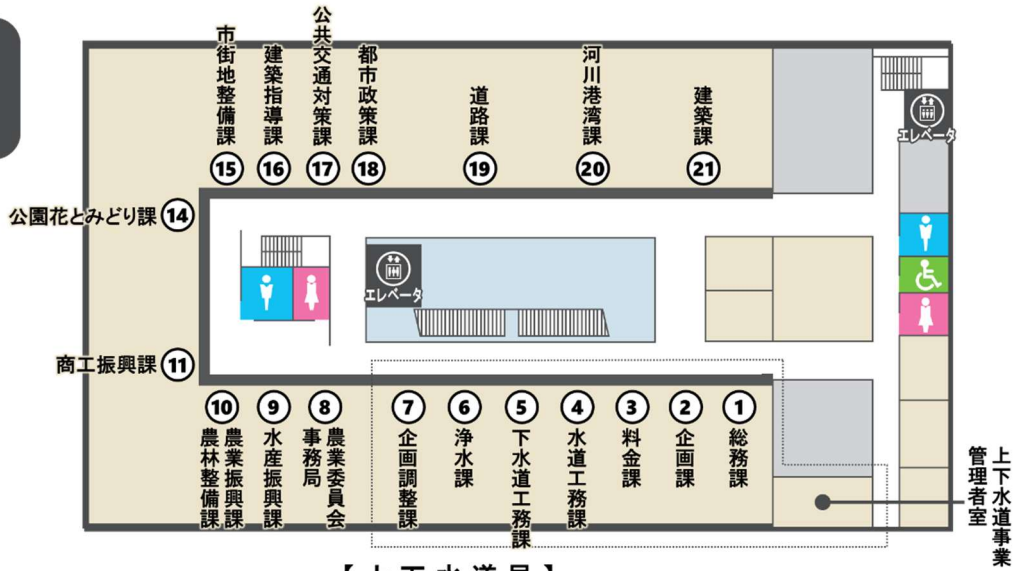 市街地整備課
⑮
建築指導課
⑯
公共交通対策課
⑰
都市政策課
⑱
道路課
⑲
河川港湾課
⑳
建築課
㉑
エレベータ
公園花とみどり課 ⑭
エレベータ
商工振興課 ⑪
⑩
農業振興課
農林整備課
⑨
水産振興課
⑧
農業委員会
事務局
⑦
企画調整課
⑥
浄水課
⑤
下水道工務課
④
水道工務課
③
料金課
②
企画課
①
総務課
上下水道事業
管理者室
【上下水道局】